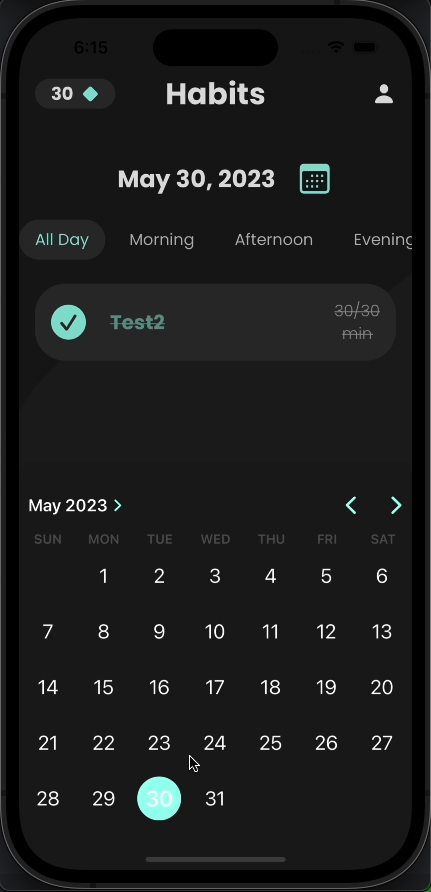 6:15
30
Habits
May 30, 2023
All Day Morning Afternoon Evening
Test2
30/30
min
May 2023
SUN MON TUE WED THU FRI SAT
1 2 3 4 5 6
7 8 9 10 11 12 13
14 15 16 17 18 19 20
21 22 23 24 25 26 27
28 29 30 31